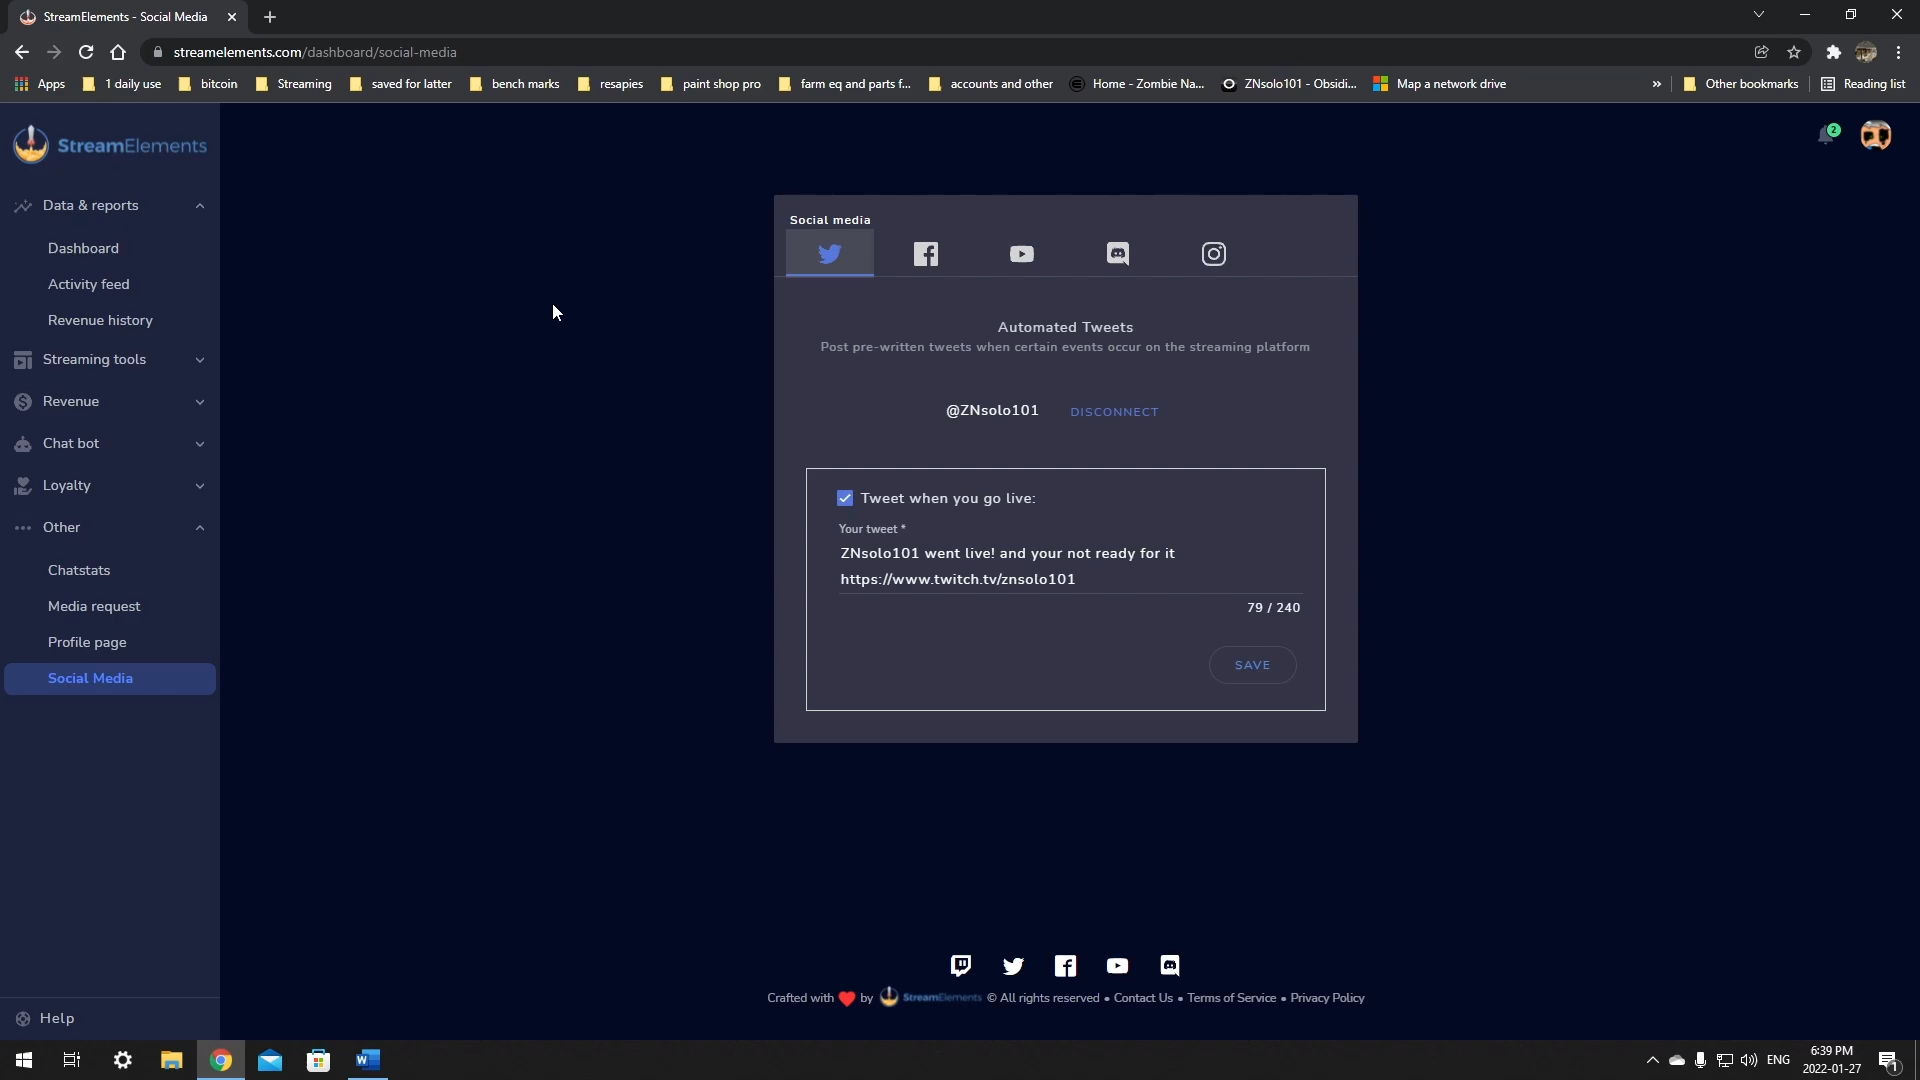 StreamElements - Social Media
streamelements.com/dashboard/social-media
Apps 1 daily use bitcoin Streaming saved for latter bench marks resapies paint shop pro farm eq and parts f... accounts and other Home - Zombie Na... ZNsolo101 - Obsidi... Map a network drive » Other bookmarks Reading list
StreamElements
2
Data & reports
Dashboard
Activity feed
Revenue history
Streaming tools
Revenue
Chat bot
Loyalty
Other
Chatstats
Media request
Profile page
Social Media
Help
Social media
Automated Tweets
Post pre-written tweets when certain events occur on the streaming platform
@ZNsolo101 DISCONNECT
Tweet when you go live:
Your tweet *
ZNsolo101 went live! and your not ready for it
https://www.twitch.tv/znsolo101
79 / 240
SAVE
Crafted with ❤ by StreamElements © All rights reserved • Contact Us • Terms of Service • Privacy Policy
ENG
6:39 PM
2022-01-27
1